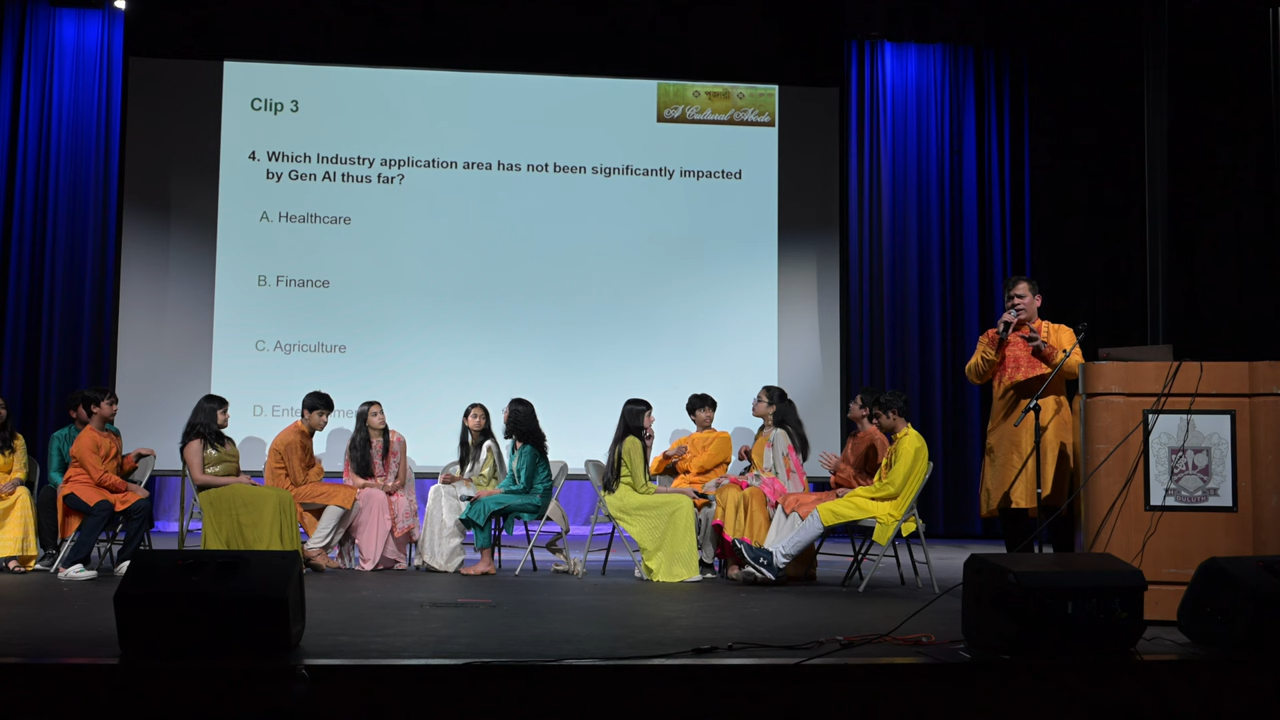 Clip 3
পূজারী
A Cultural Abode
4. Which Industry application area has not been significantly impacted
by Gen AI thus far?
A. Healthcare
B. Finance
C. Agriculture
D.
DULUTH